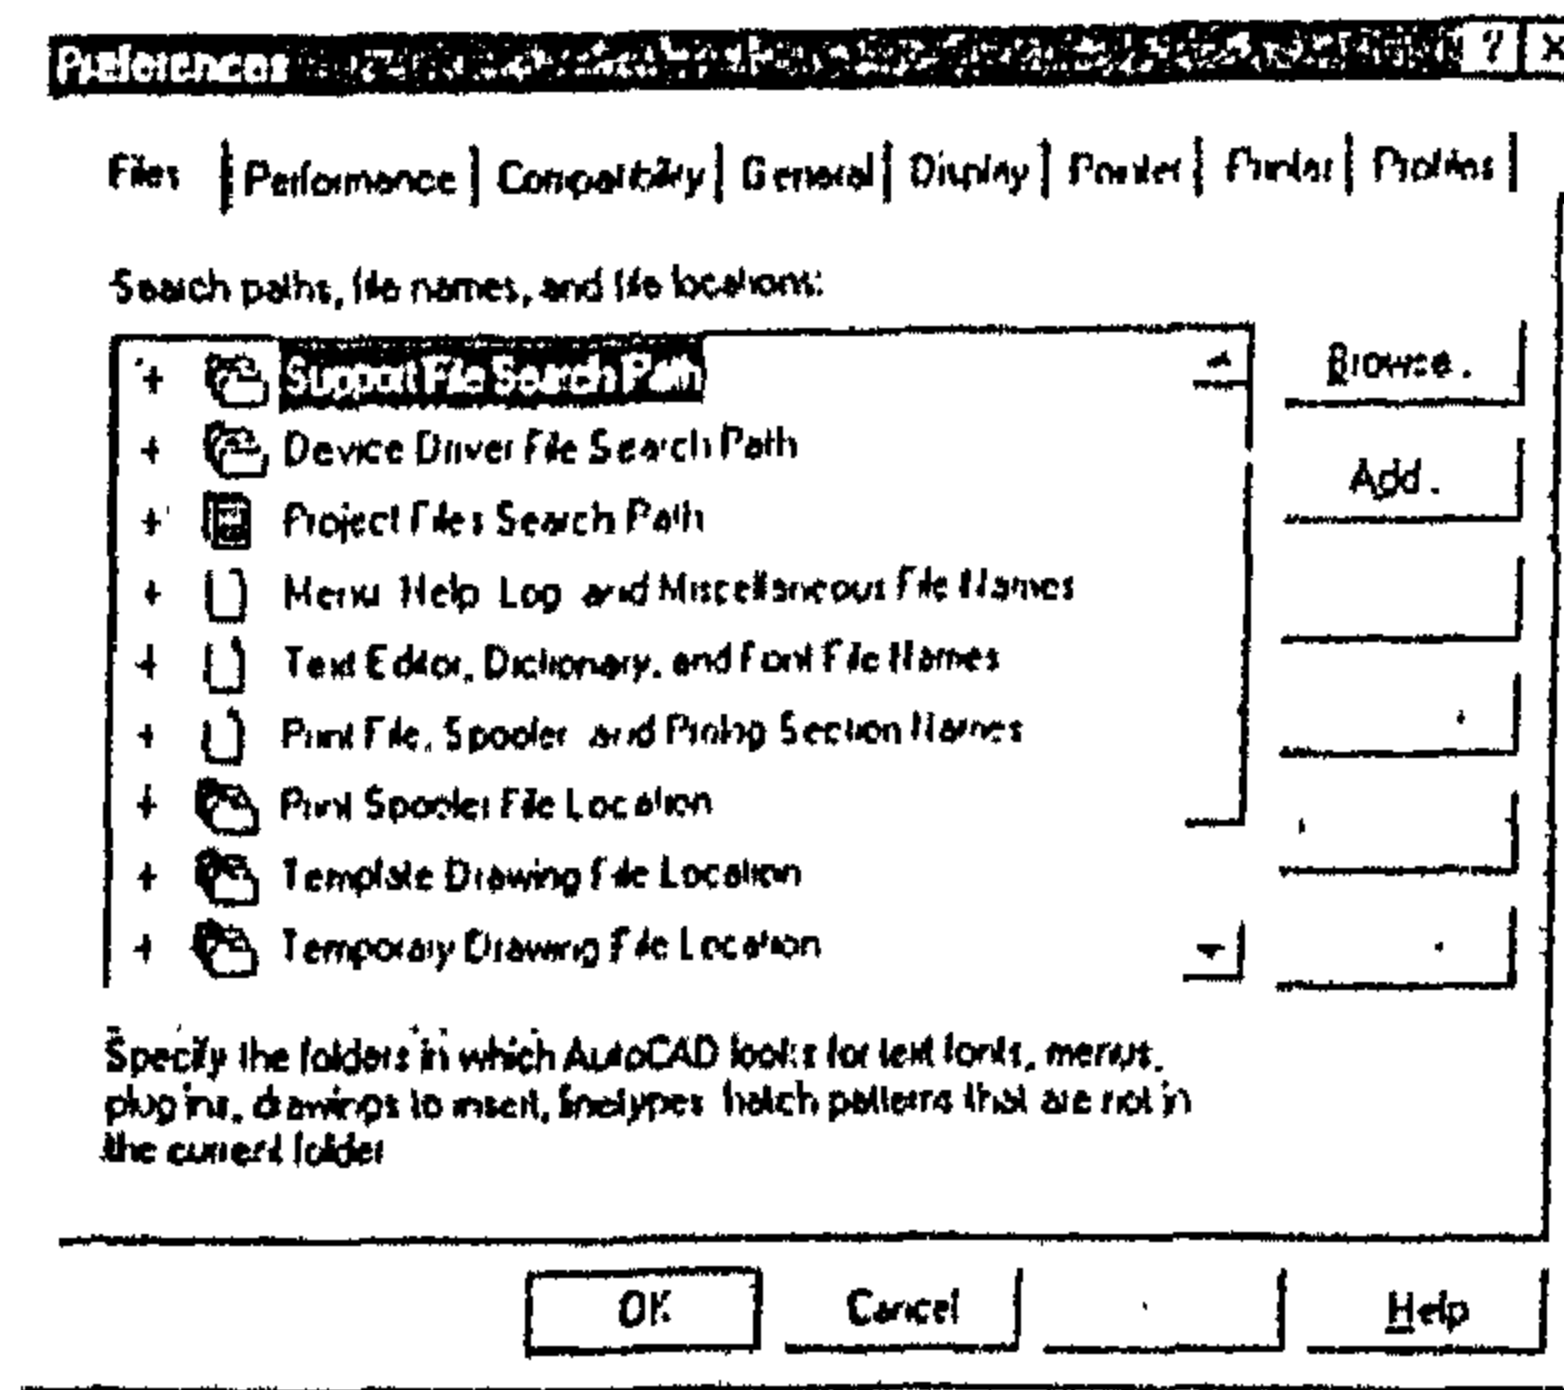 Preferences ? ×
Files Performance Compatibility General Display Pointer Printer Profiles
Search paths, file names, and file locations:
+ Support File Search Path
+ Device Driver File Search Path
+ Project Files Search Path
+ Menu Help Log and Miscellaneous File Names
+ Text Editor, Dictionary, and Font File Names
+ Print File, Spooler and Prolog Section Names
+ Print Spooler File Location
+ Template Drawing File Location
+ Temporary Drawing File Location
Browse.
Add.
Specify the folders in which AutoCAD looks for text fonts, menus,
plug ins, drawings to insert, linetypes hatch patterns that are not in
the current folder
OK Cancel Help